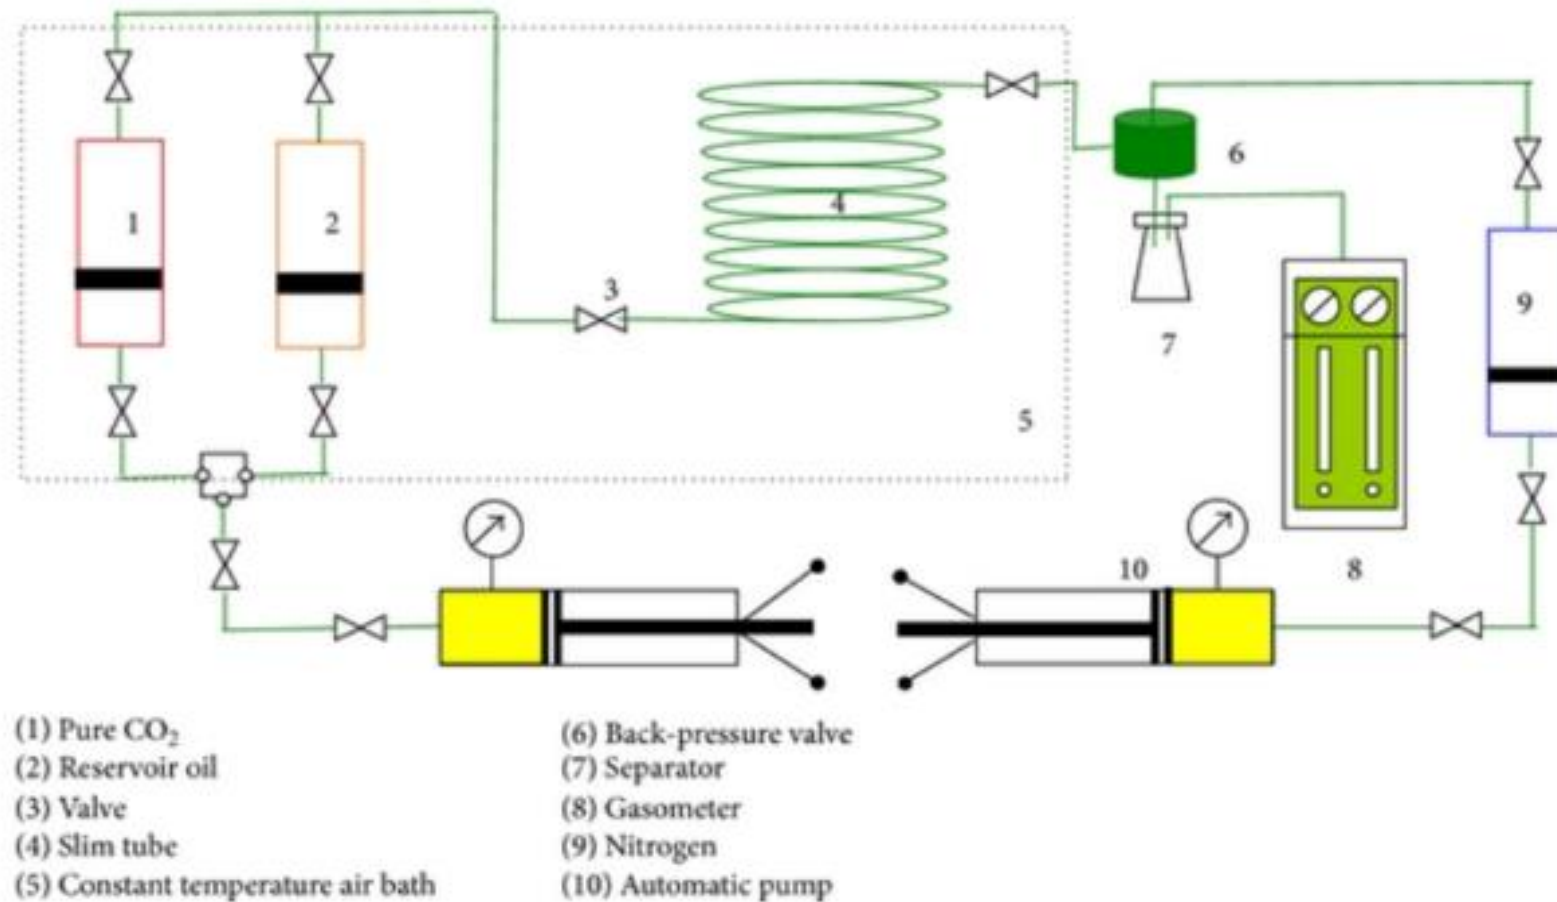 1
2
3
4
5
6
7
8
9
10
(1) Pure CO₂
(2) Reservoir oil
(3) Valve
(4) Slim tube
(5) Constant temperature air bath
(6) Back-pressure valve
(7) Separator
(8) Gasometer
(9) Nitrogen
(10) Automatic pump